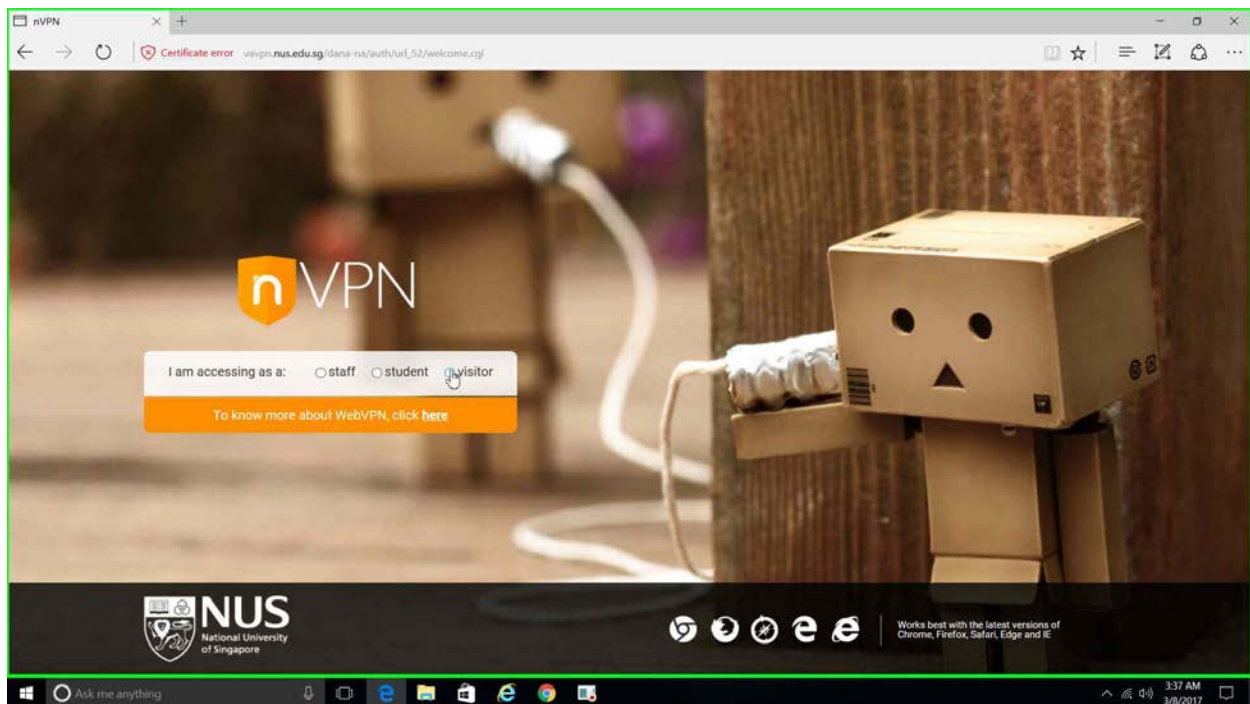 nVPN
Certificate error vavpn.nus.edu.sg/dana-na/auth/url_52/welcome.cgi
nVPN
I am accessing as a: staff student visitor
To know more about WebVPN, click here
NUS
National University
of Singapore
Works best with the latest versions of
Chrome, Firefox, Safari, Edge and IE
Ask me anything
3:37 AM
3/8/2017